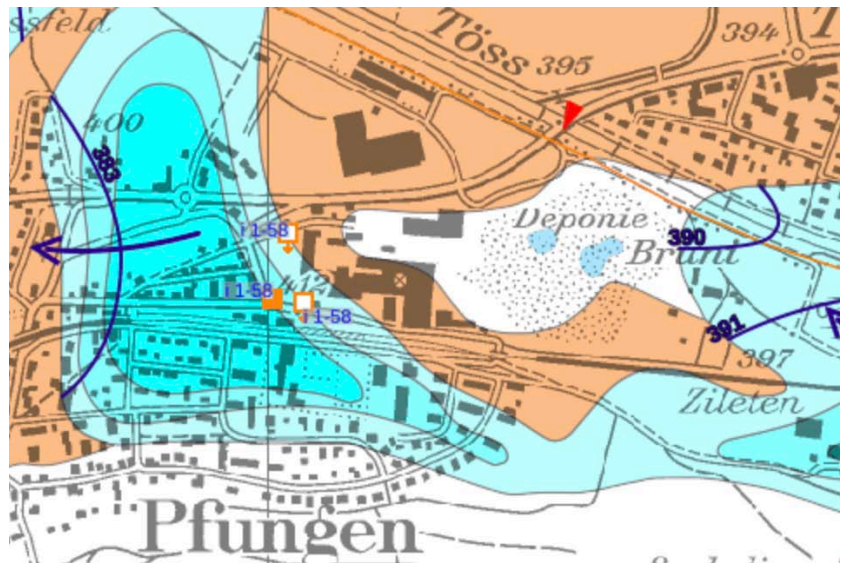 ssfeld
Töss
395
394
T
400
383
Deponie
390
Brunt
i 1-58
412
i 1-58
i 1-58
391
397
Zileten
Pfungen